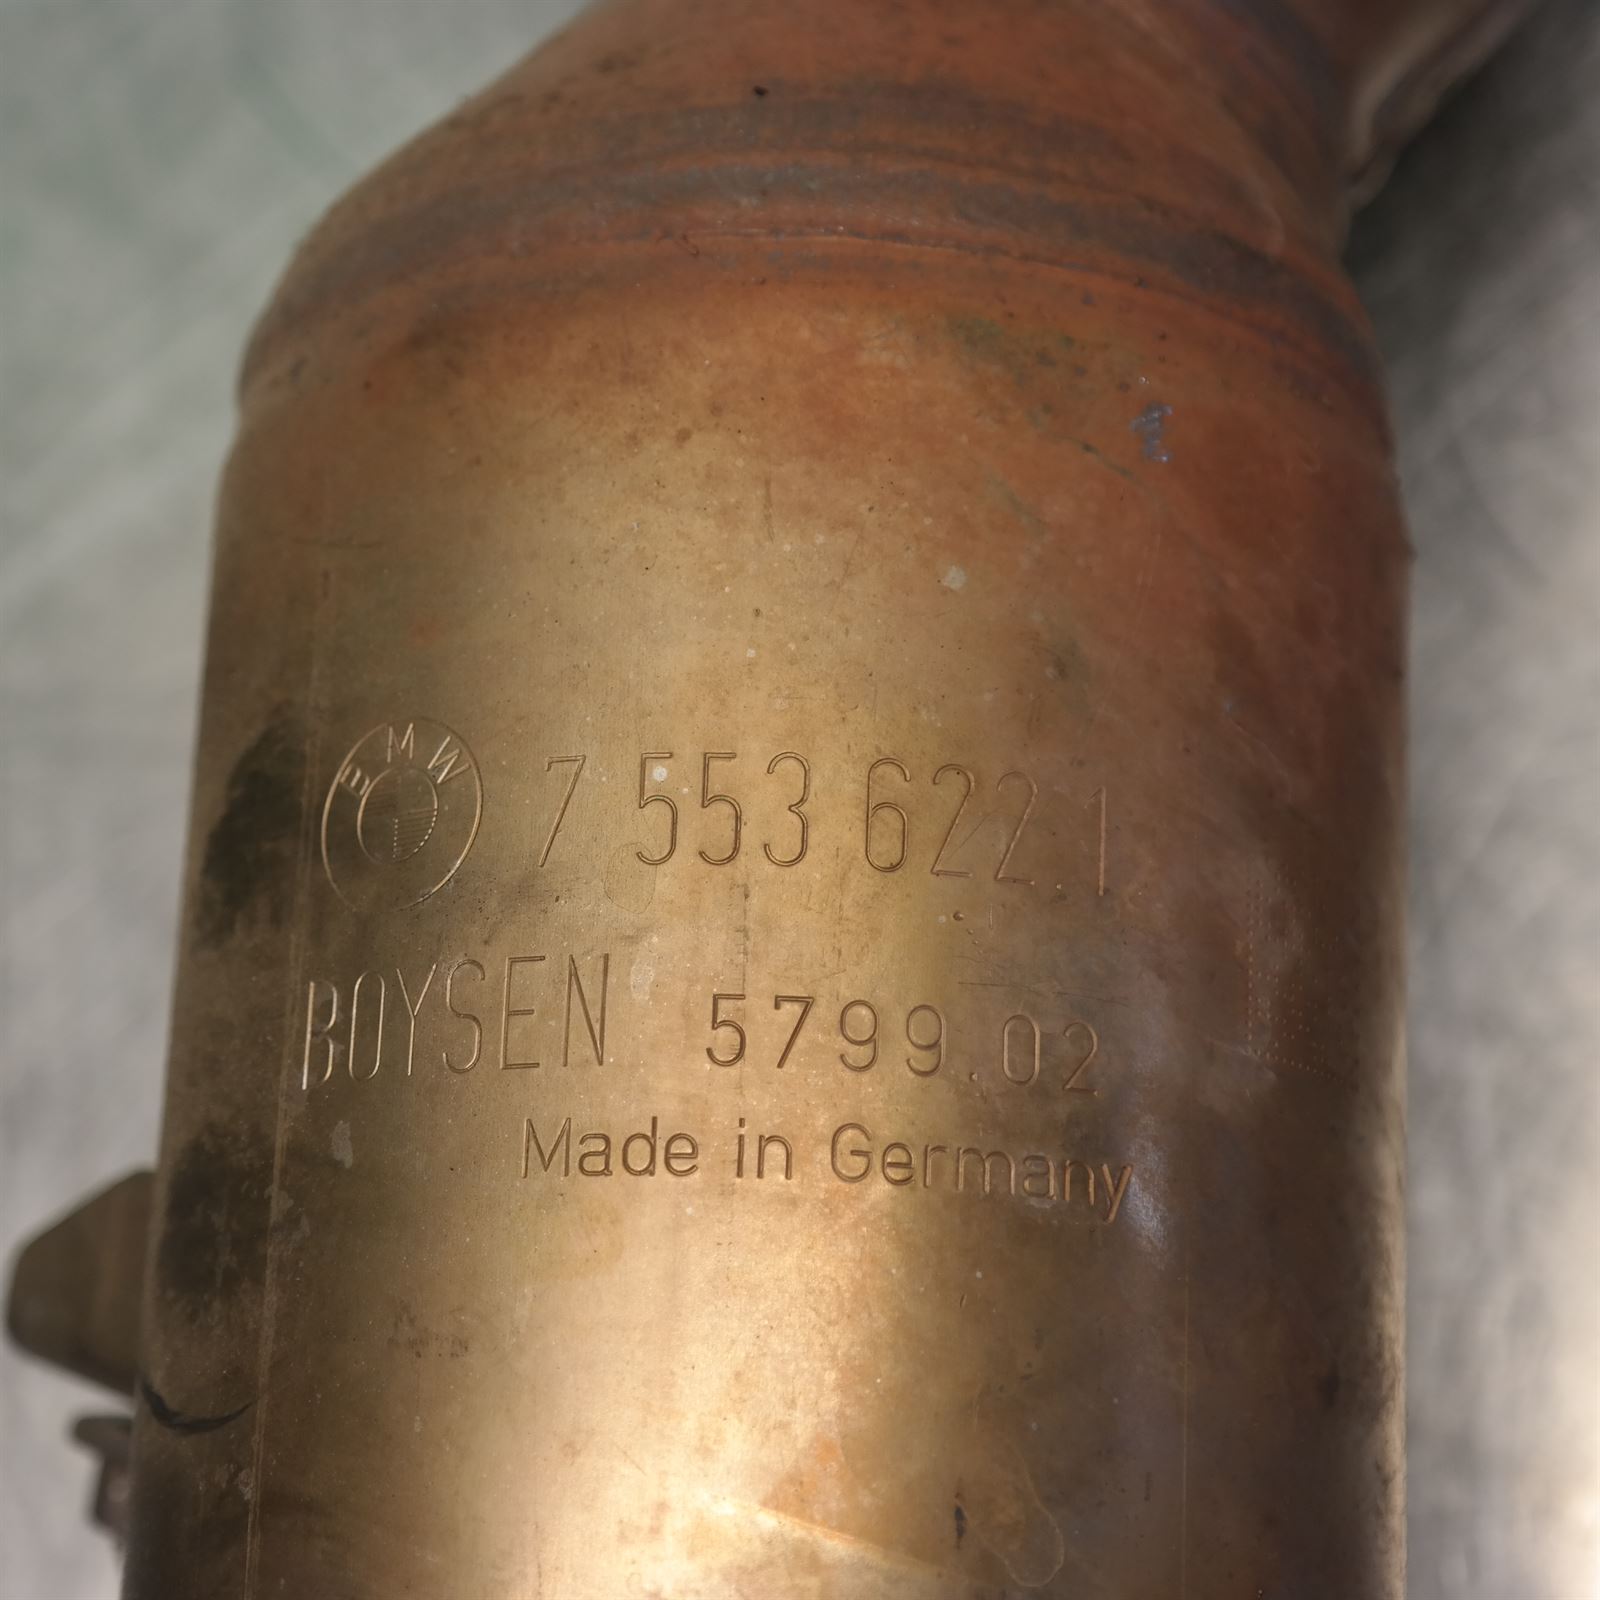 BMW 7 553 622.1
BOYSEN 5799.02
Made in Germany